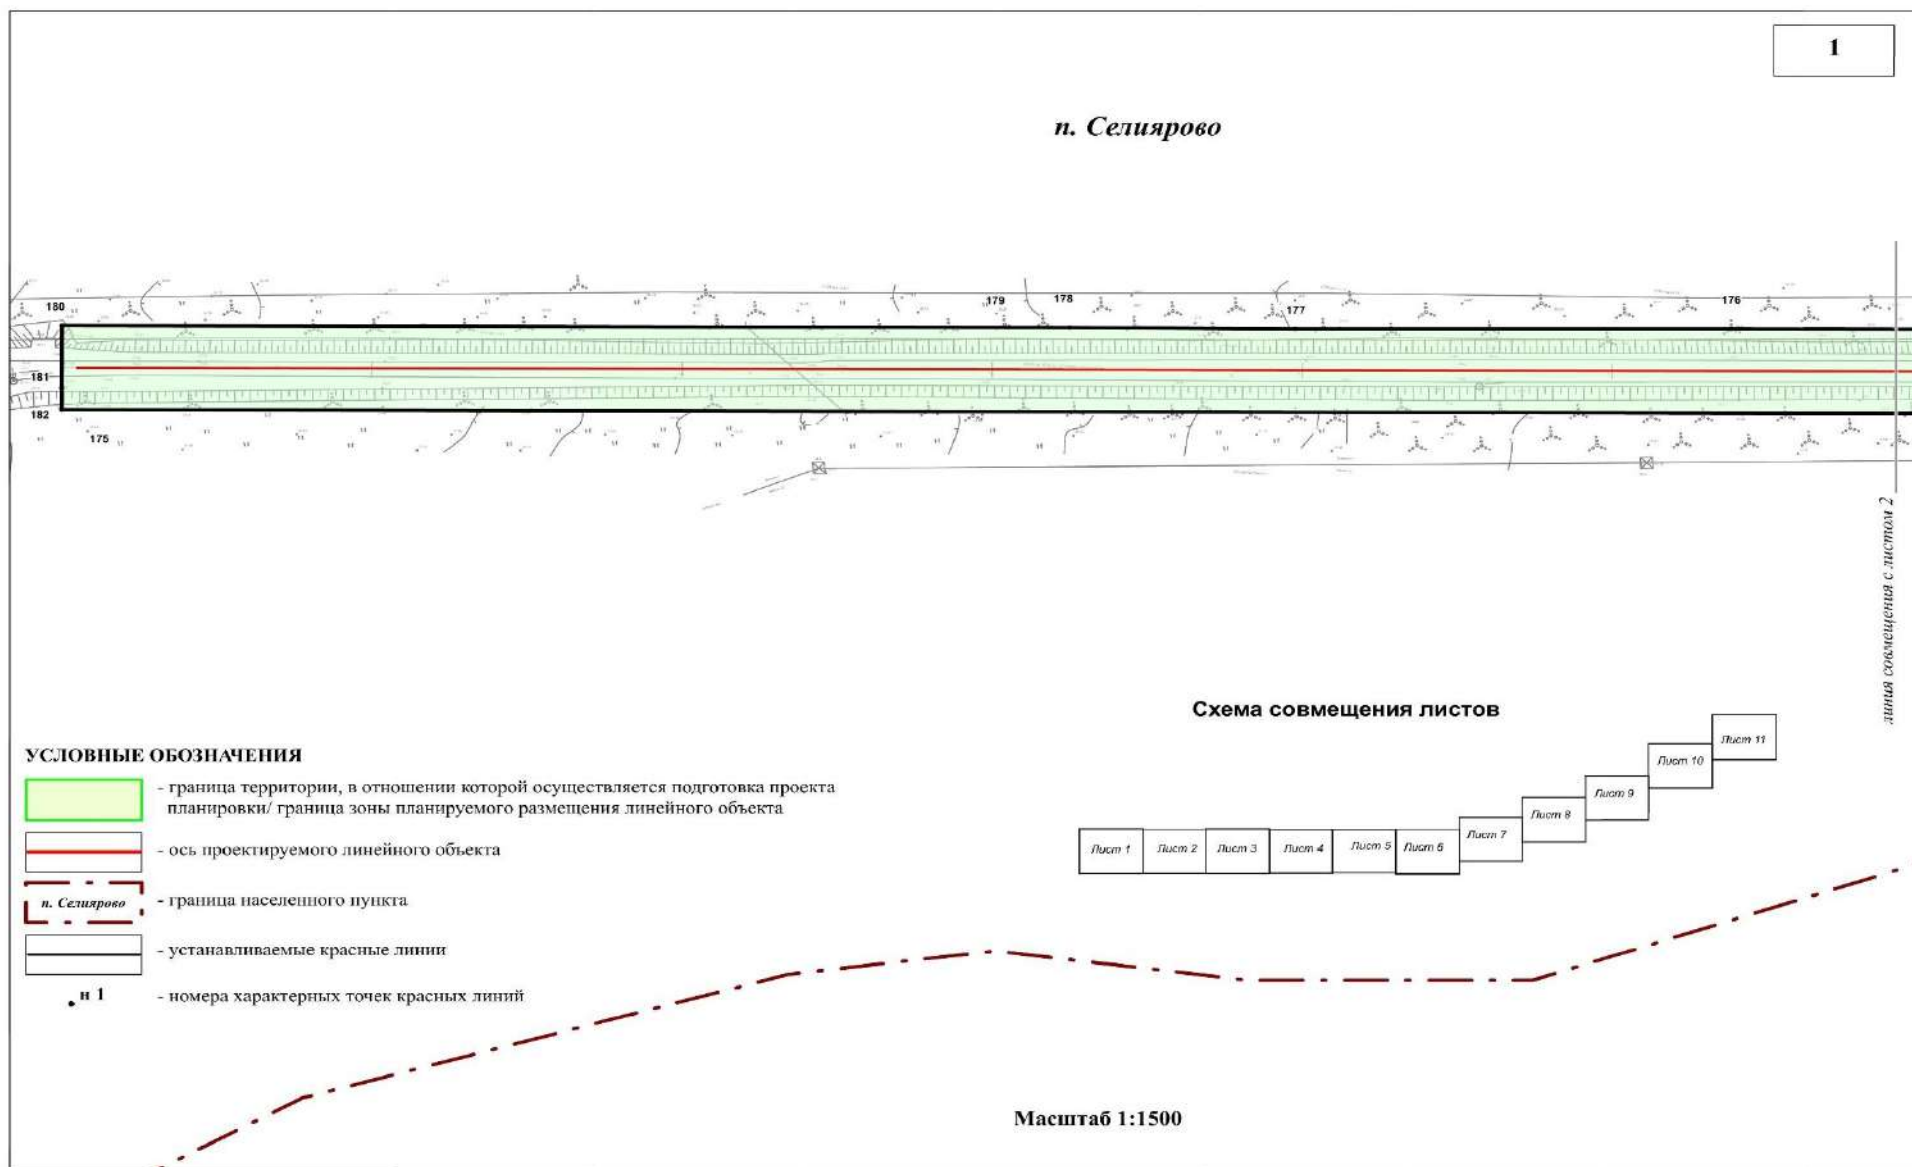 1
п. Селиярово
180
179
178
177
176
181
182
175
линия совмещения с листом 2
Схема совмещения листов
Лист 11
Лист 10
Лист 9
Лист 8
Лист 7
Лист 1
Лист 2
Лист 3
Лист 4
Лист 5
Лист 6
УСЛОВНЫЕ ОБОЗНАЧЕНИЯ
- граница территории, в отношении которой осуществляется подготовка проекта
планировки/ граница зоны планируемого размещения линейного объекта
- ось проектируемого линейного объекта
п. Селиярово
- граница населенного пункта
- устанавливаемые красные линии
н 1
- номера характерных точек красных линий
Масштаб 1:1500